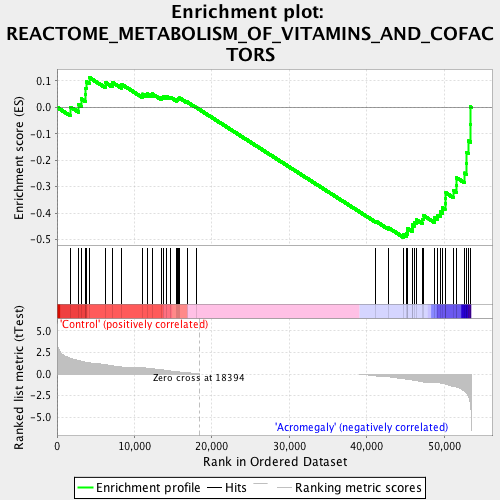 Enrichment plot:
REACTOME_METABOLISM_OF_VITAMINS_AND_COFAC
TORS
Enrichment score (ES)
0.1
0.0
-0.1
-0.2
-0.3
-0.4
-0.5
'Control' (positively correlated)
Ranked list metric (tTest)
5.0
2.5
0.0
-2.5
-5.0
Zero cross at 18394
'Acromegaly' (negatively correlated)
0
10,000
20,000
30,000
40,000
50,000
Rank in Ordered Dataset
Enrichment profile
Hits
Ranking metric scores